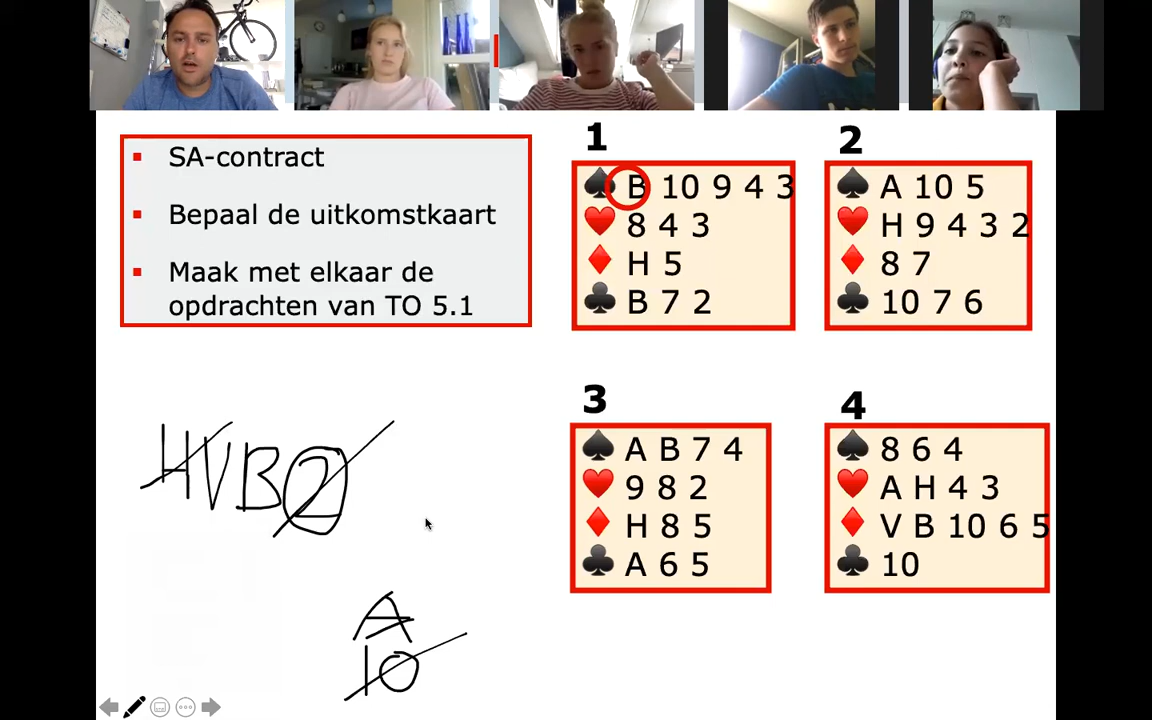 SA-contract
Bepaal de uitkomstkaart
Maak met elkaar de
opdrachten van TO 5.1
1
♠ B 10 9 4 3
♥ 8 4 3
♦ H 5
♣ B 7 2
2
♠ A 10 5
♥ H 9 4 3 2
♦ 8 7
♣ 10 7 6
3
♠ A B 7 4
♥ 9 8 2
♦ H 8 5
♣ A 6 5
4
♠ 8 6 4
♥ A H 4 3
♦ V B 10 6 5
♣ 10
HVB2
A
10